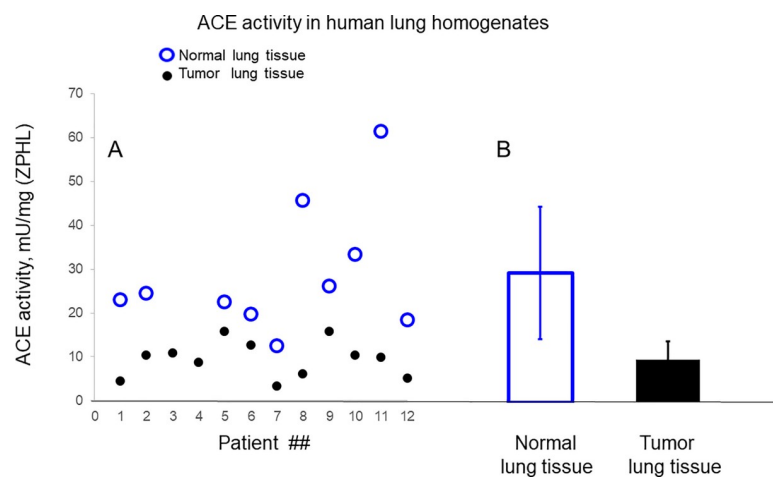 ACE activity in human lung homogenates
Normal lung tissue
Tumor lung tissue
ACE activity, mU/mg (ZPHL)
70
60
50
40
30
20
10
0
A
B
0 1 2 3 4 5 6 7 8 9 10 11 12
Patient ##
Normal
lung tissue
Tumor
lung tissue